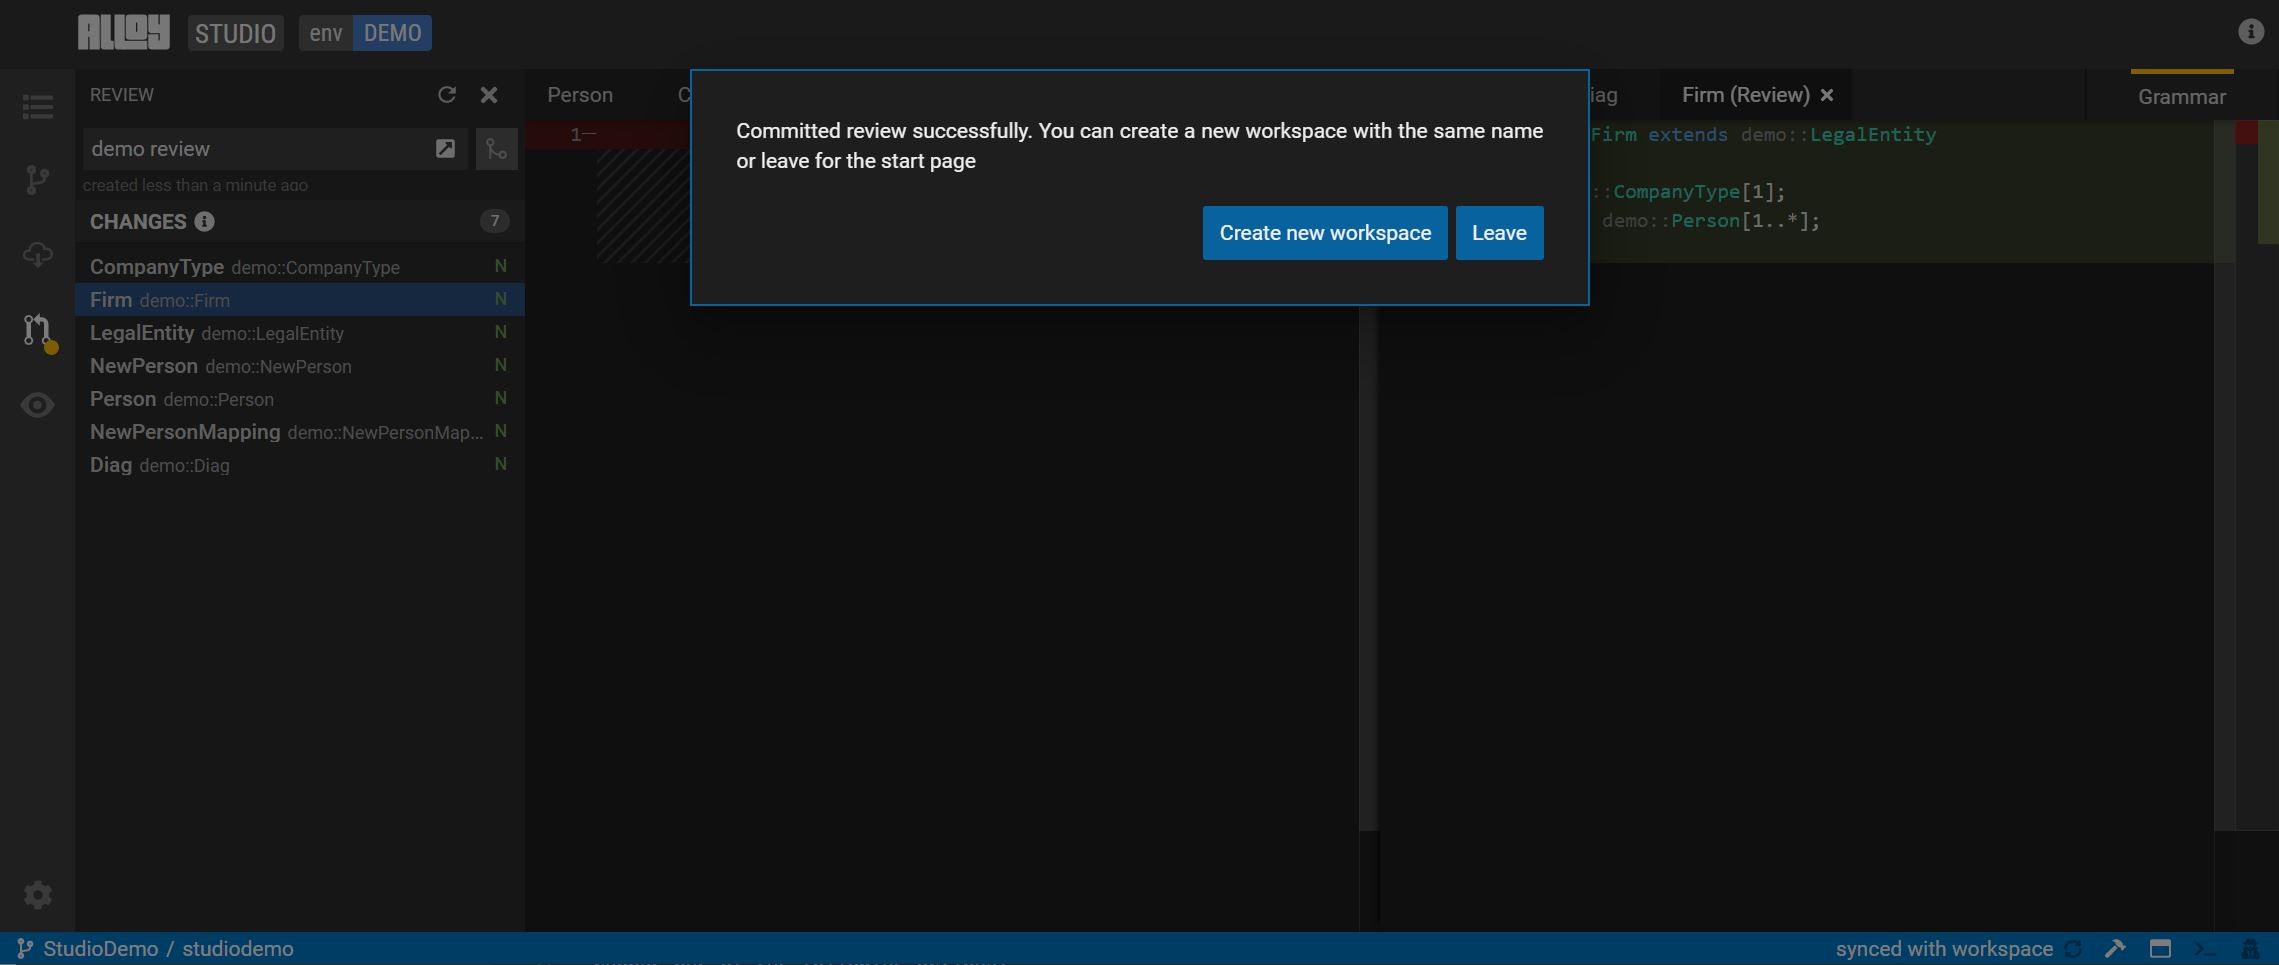 ALLOY STUDIO env DEMO
REVIEW
demo review
created less than a minute ago
CHANGES 7
CompanyType demo::CompanyType N
Firm demo::Firm N
LegalEntity demo::LegalEntity N
NewPerson demo::NewPerson N
Person demo::Person N
NewPersonMapping demo::NewPersonMap... N
Diag demo::Diag N
Person C
iag Firm (Review) Grammar
1
Firm extends demo::LegalEntity
::CompanyType[1];
demo::Person[1..*];
Committed review successfully. You can create a new workspace with the same name
or leave for the start page
Create new workspace Leave
StudioDemo / studiodemo
synced with workspace